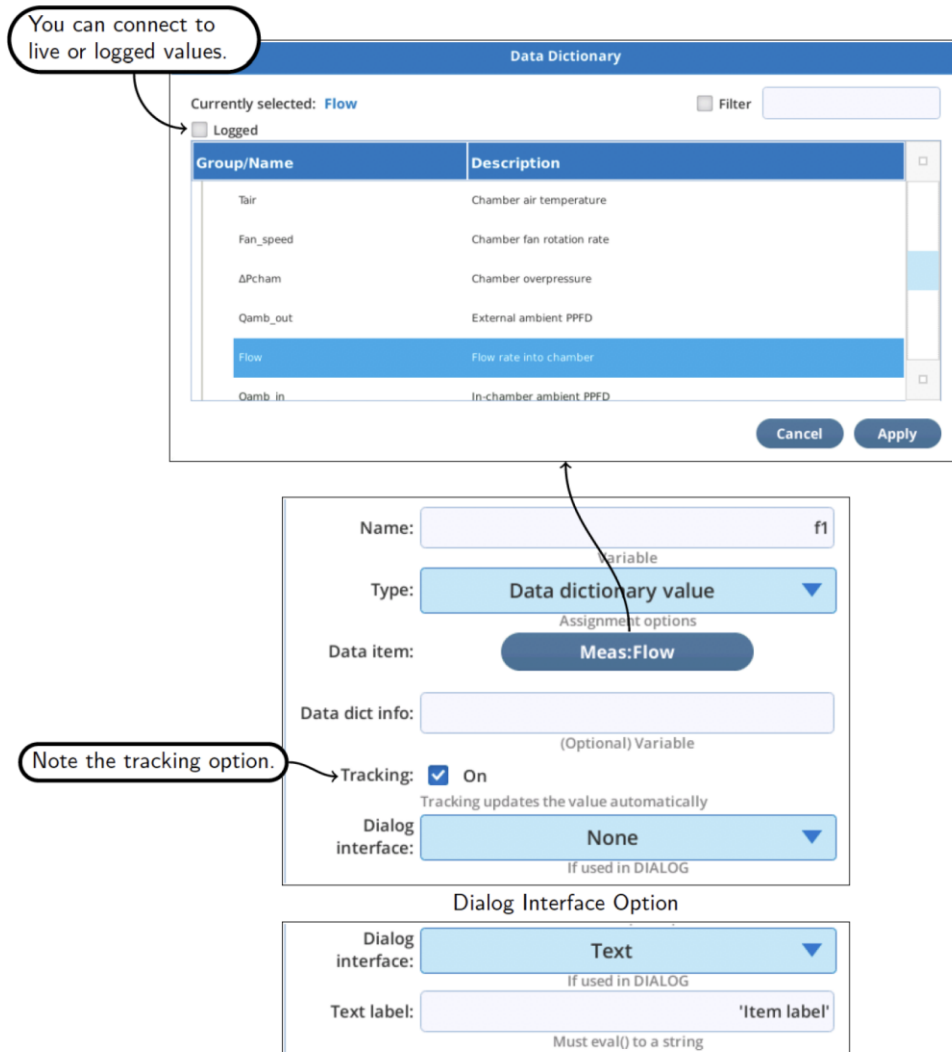 You can connect to
live or logged values.
Data Dictionary
Currently selected: Flow
Filter
Logged
Group/Name Description
Tair Chamber air temperature
Fan_speed Chamber fan rotation rate
ΔPcham Chamber overpressure
Qamb_out External ambient PPFD
Flow Flow rate into chamber
Qamb_in In-chamber ambient PPFD
Cancel Apply
Name: f1
Variable
Type: Data dictionary value
Assignment options
Data item: Meas:Flow
Data dict info:
(Optional) Variable
Note the tracking option.
Tracking: On
Tracking updates the value automatically
Dialog
interface: None
If used in DIALOG
Dialog Interface Option
Dialog
interface: Text
If used in DIALOG
Text label: 'Item label'
Must eval() to a string